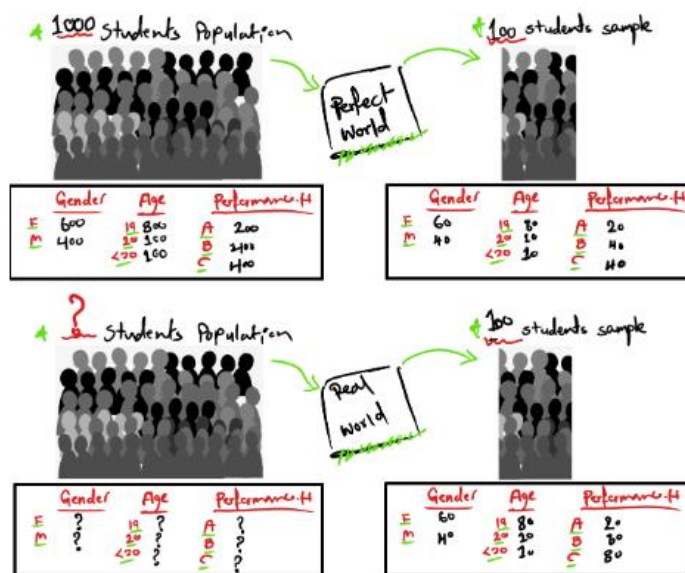 1000 Students Population
100 students sample
Perfect
World
Gender Age Performance.H
F 600 19 800 A 200
M 400 20 100 B 400
<20 100 C 400
Gender Age Performance.H
F 60 19 80 A 20
M 40 20 10 B 40
<20 10 C 40
? Students Population
100 students sample
Real
World
Gender Age Performance.H
F ? 19 ? A ?
M ? 20 ? B ?
<20 ? C ?
Gender Age Performance.H
F 60 19 80 A 20
M 40 20 10 B
<20 10 C 80